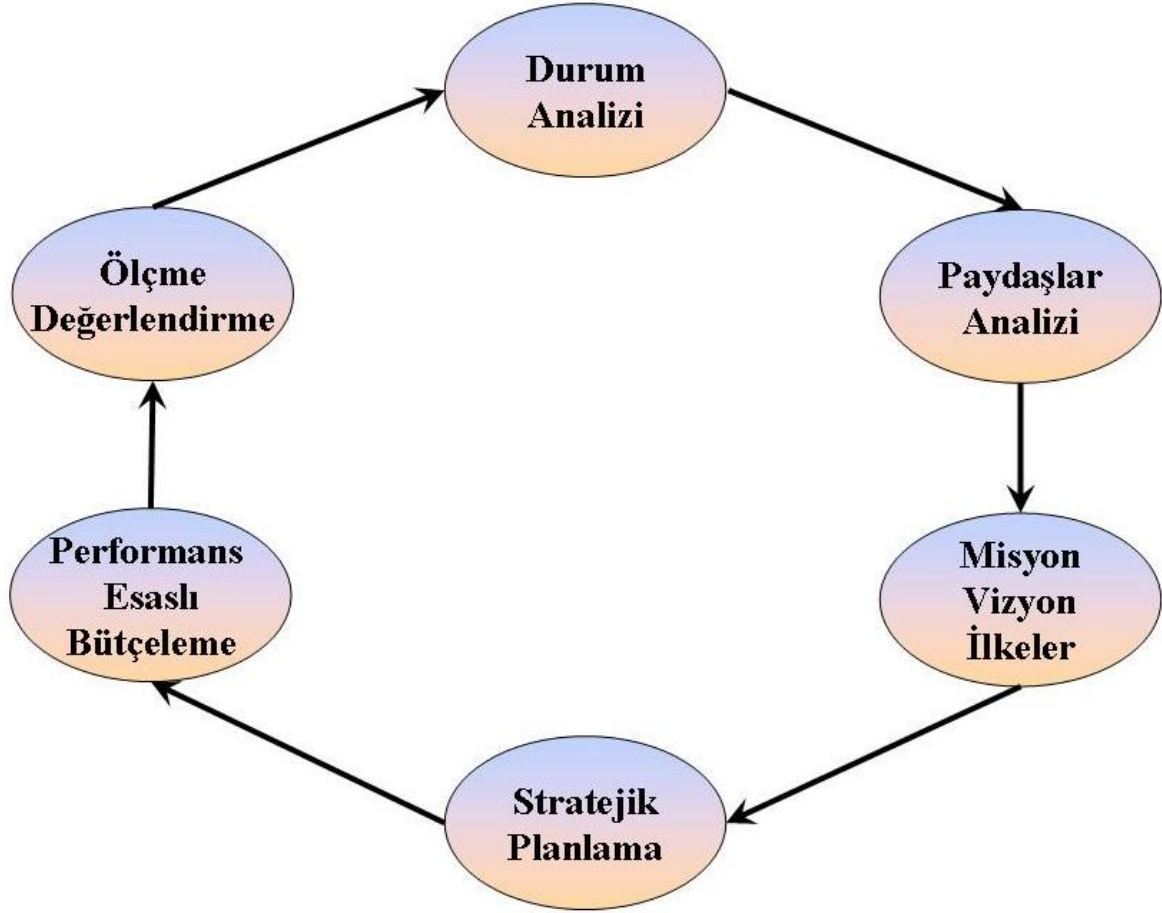 Durum
Analizi
Paydaşlar
Analizi
Misyon
Vizyon
İlkeler
Stratejik
Planlama
Performans
Esaslı
Bütçeleme
Ölçme
Değerlendirme